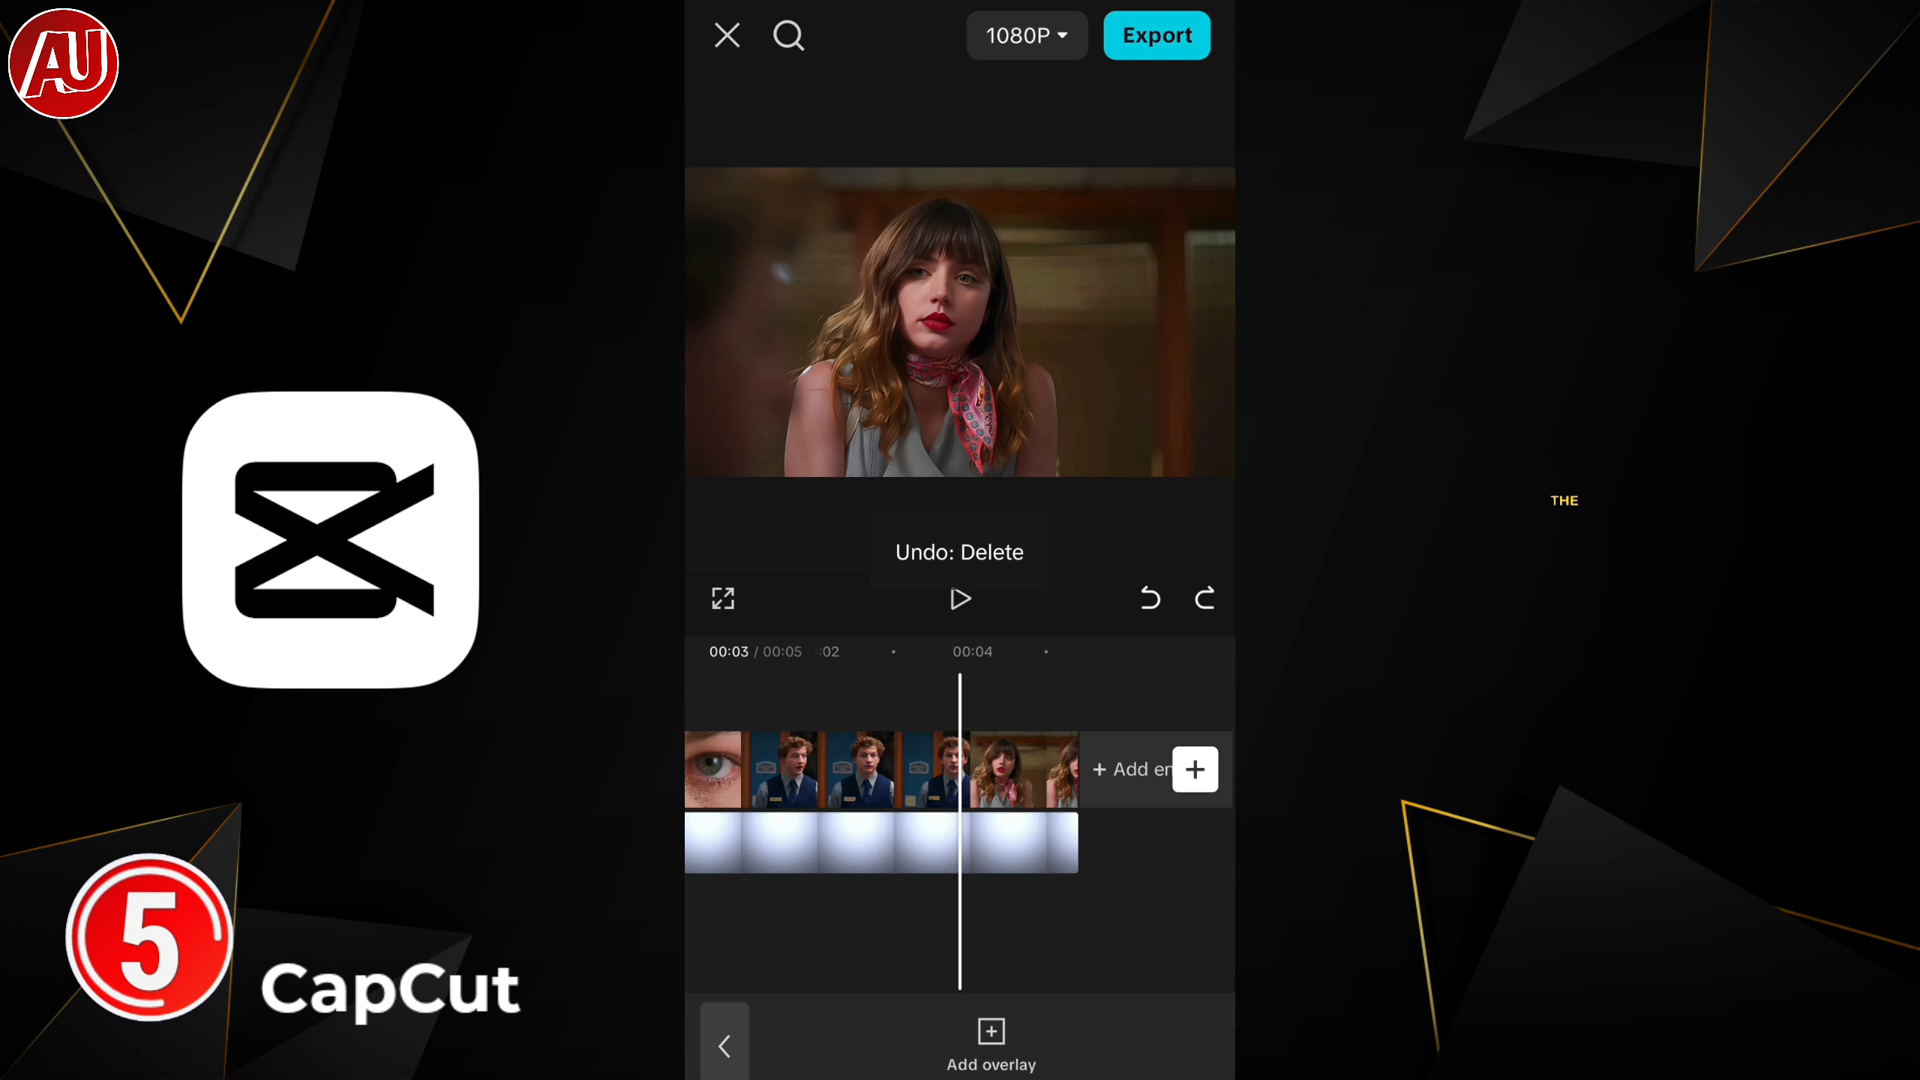 AU
1080P
Export
THE
Undo: Delete
00:03 / 00:05
:02
00:04
+ Add en
5
CapCut
Add overlay